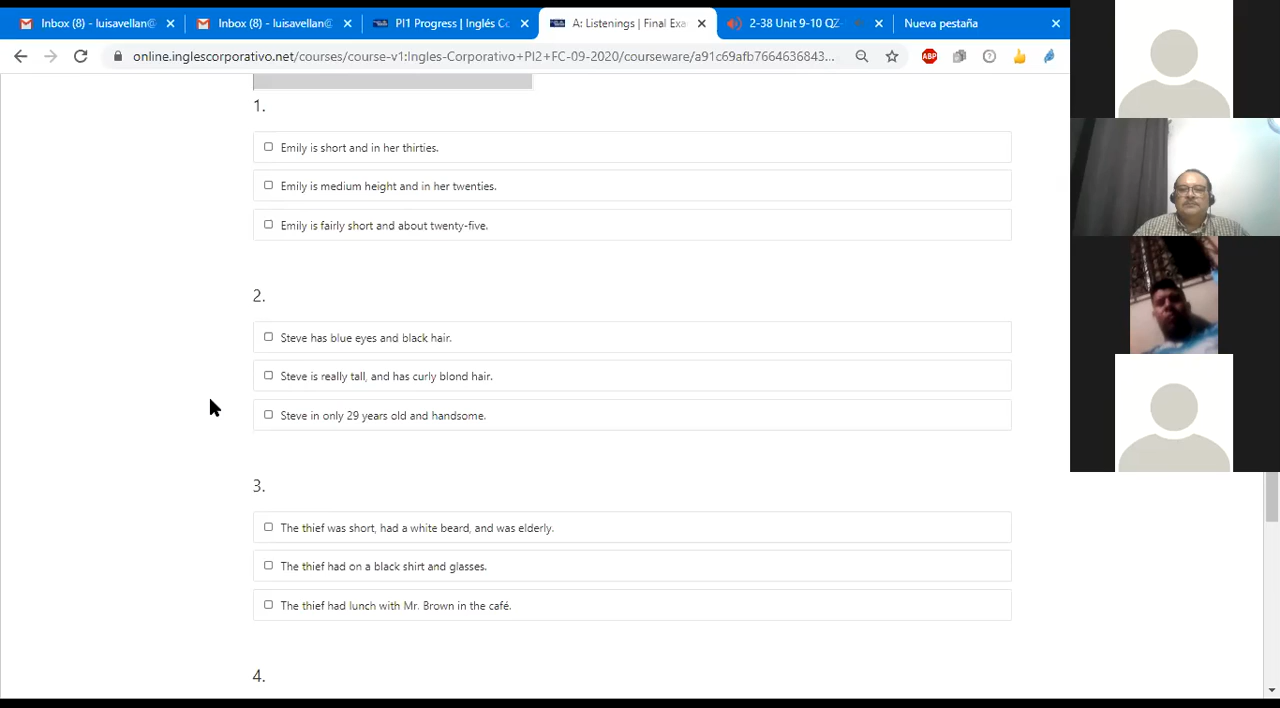 Inbox (8) - luisavellan@ Inbox (8) - luisavellan@ PI1 Progress | Inglés Co A: Listenings | Final Exa 2-38 Unit 9-10 QZ- Nueva pestaña
online.inglescorporativo.net/courses/course-v1:Ingles-Corporativo+PI2+FC-09-2020/courseware/a91c69afb7664636843... ABP
1.
Emily is short and in her thirties.
Emily is medium height and in her twenties.
Emily is fairly short and about twenty-five.
2.
Steve has blue eyes and black hair.
Steve is really tall, and has curly blond hair.
Steve in only 29 years old and handsome.
3.
The thief was short, had a white beard, and was elderly.
The thief had on a black shirt and glasses.
The thief had lunch with Mr. Brown in the café.
4.